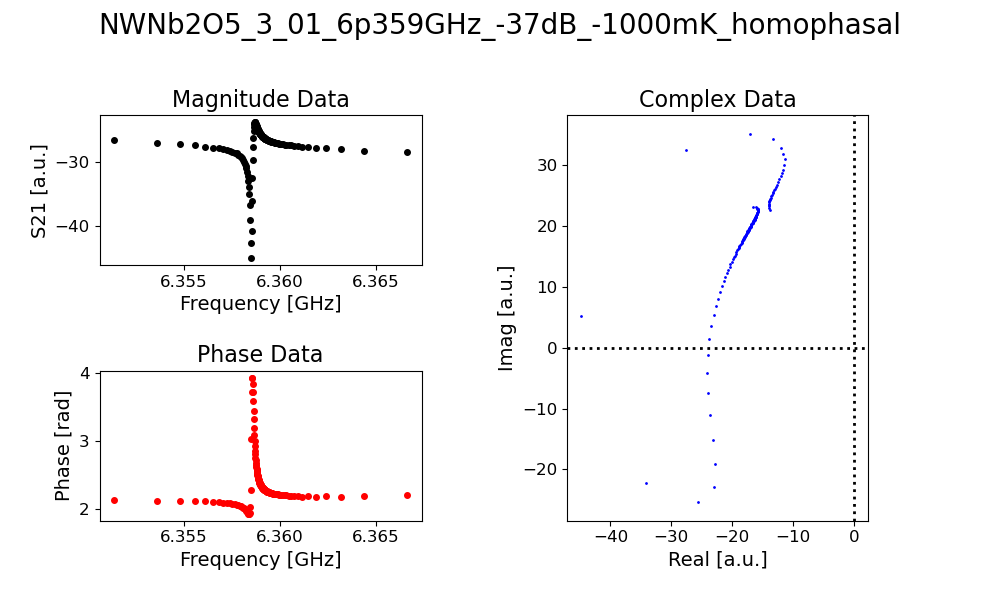 NWNb2O5_3_01_6p359GHz_-37dB_-1000mK_homophasal
Magnitude Data
S21 [a.u.]
−30
−40
6.355
6.360
6.365
Frequency [GHz]
Phase Data
Phase [rad]
4
3
2
6.355
6.360
6.365
Frequency [GHz]
Complex Data
Imag [a.u.]
30
20
10
0
−10
−20
−40
−30
−20
−10
0
Real [a.u.]